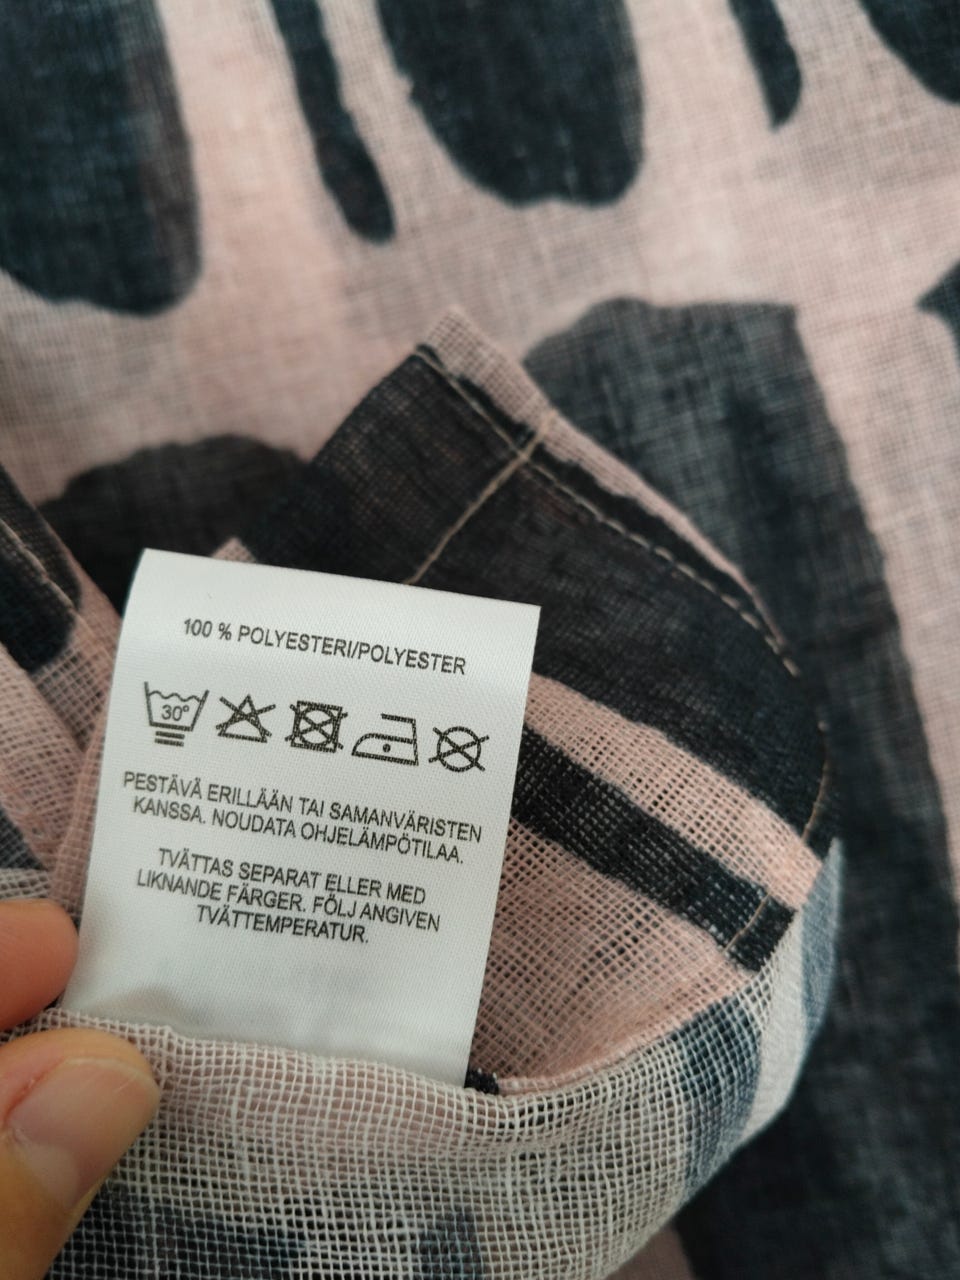 100 % POLYESTERI/POLYESTER
30°
PESTÄVÄ ERILLÄÄN TAI SAMANVÄRISTEN
KANSSA. NOUDATA OHJELÄMPÖTILAA.
TVÄTTAS SEPARAT ELLER MED
LIKNANDE FÄRGER. FÖLJ ANGIVEN
TVÄTTEMPERATUR.